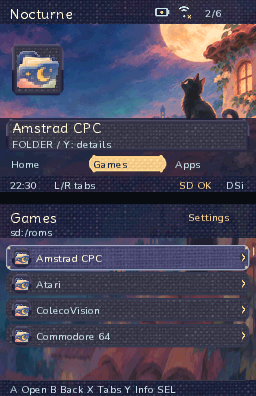 Nocturne 2/6
Amstrad CPC
FOLDER / Y: details
Home Games Apps
22:30 L/R tabs SD OK DSi
Games Settings
sd:/roms
Amstrad CPC
Atari
ColecoVision
Commodore 64
A Open B Back X Tabs Y Info SEL